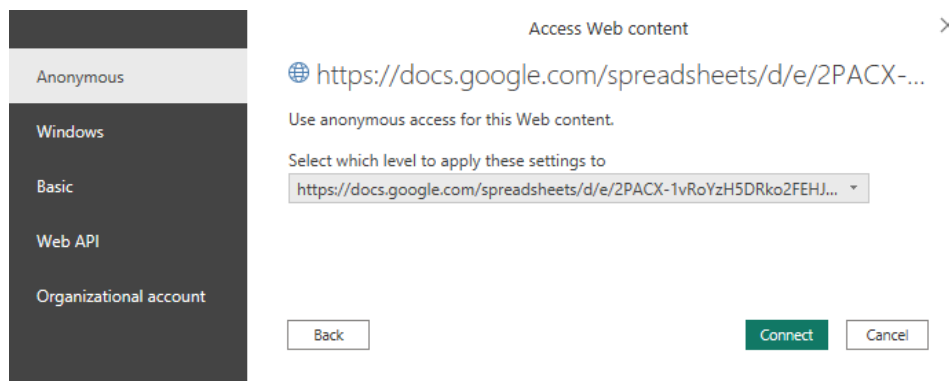 Access Web content
Anonymous
Windows
Basic
Web API
Organizational account
https://docs.google.com/spreadsheets/d/e/2PACX-...
Use anonymous access for this Web content.
Select which level to apply these settings to
https://docs.google.com/spreadsheets/d/e/2PACX-1vRoYzH5DRko2FEHJ...
Back
Connect
Cancel